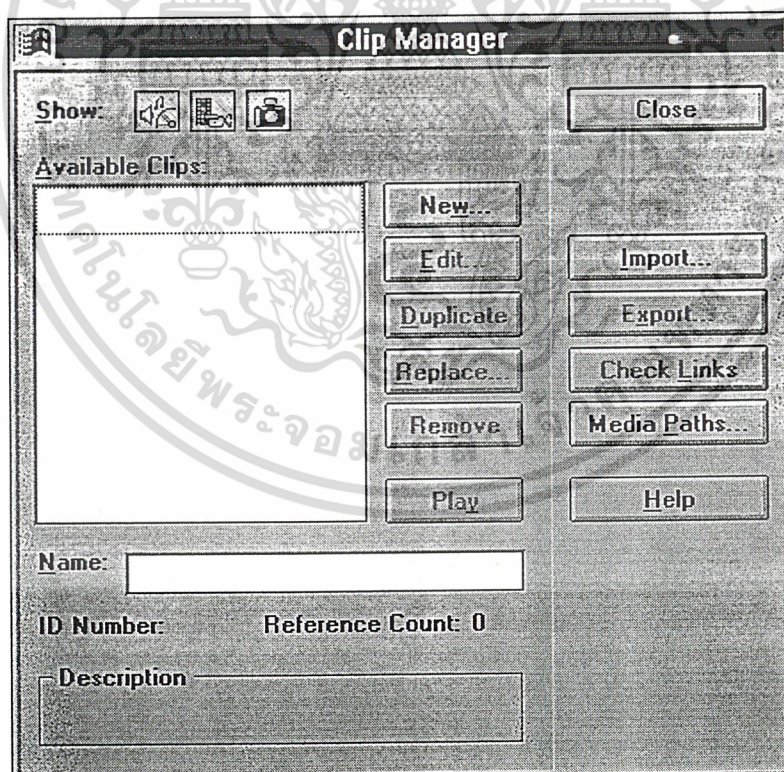 Clip Manager
Show:
Close
Available Clips:
New...
Edit...
Import...
Duplicate
Export...
Replace...
Check Links
Remove
Media Paths...
Play
Help
Name:
ID Number:
Reference Count: 0
Description